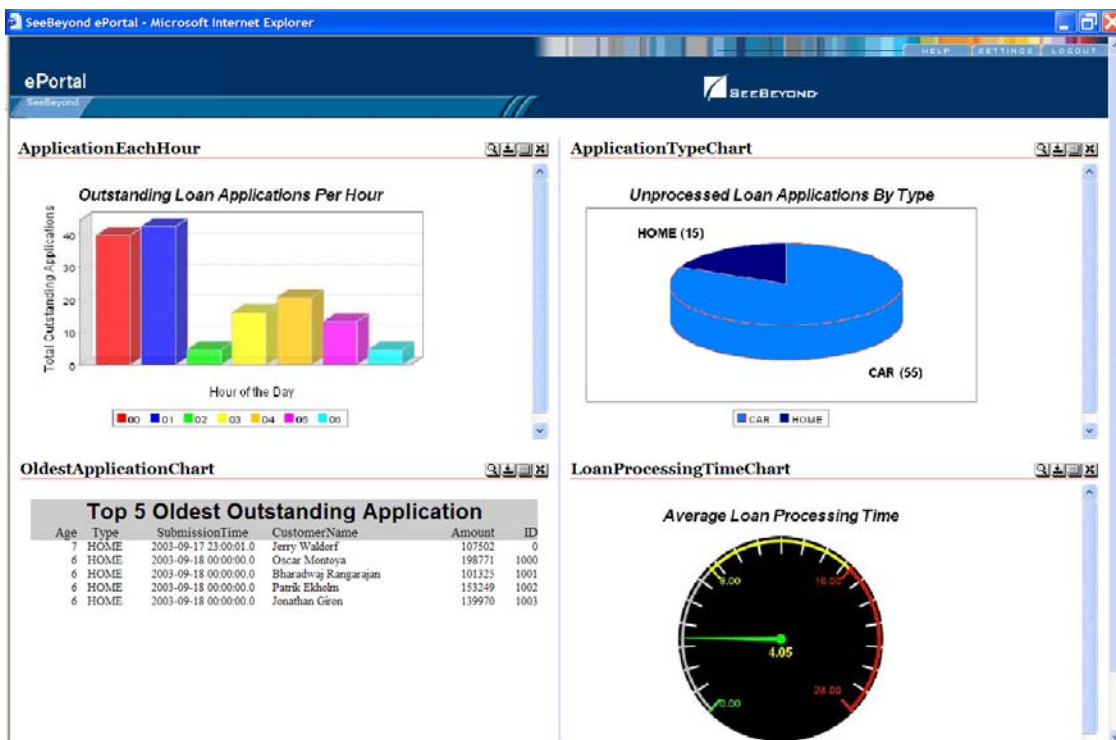 SeeBeyond ePortal - Microsoft Internet Explorer
HELP SETTINGS LOGOUT
ePortal
SeeBeyond
SEEBEYOND
ApplicationEachHour
Outstanding Loan Applications Per Hour
Total Outstanding Applications
40
30
20
10
0
Hour of the Day
00 01 02 03 04 05 06
ApplicationTypeChart
Unprocessed Loan Applications By Type
HOME (15)
CAR (55)
CAR HOME
OldestApplicationChart
Top 5 Oldest Outstanding Application
Age Type SubmissionTime CustomerName Amount ID
7 HOME 2003-09-17 23:00:01.0 Jerry Waldorf 107502 0
6 HOME 2003-09-18 00:00:00.0 Oscar Montoya 198771 1000
6 HOME 2003-09-18 00:00:00.0 Bharadwaj Rangarajan 101325 1001
6 HOME 2003-09-18 00:00:00.0 Patrik Ekholm 153249 1002
6 HOME 2003-09-18 00:00:00.0 Jonathan Giron 139970 1003
LoanProcessingTimeChart
Average Loan Processing Time
8.00 16.00
4.05
0.00 24.00